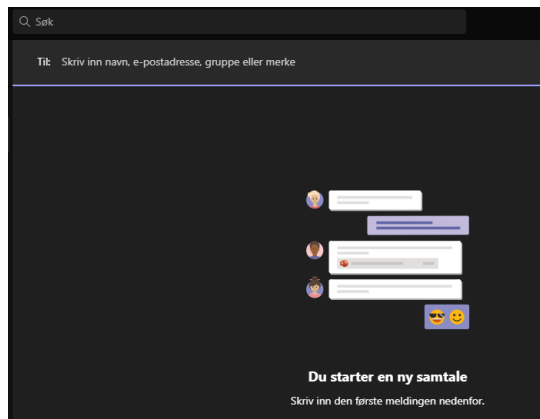 Søk
Til: Skriv inn navn, e-postadresse, gruppe eller merke
Du starter en ny samtale
Skriv inn den første meldingen nedenfor.